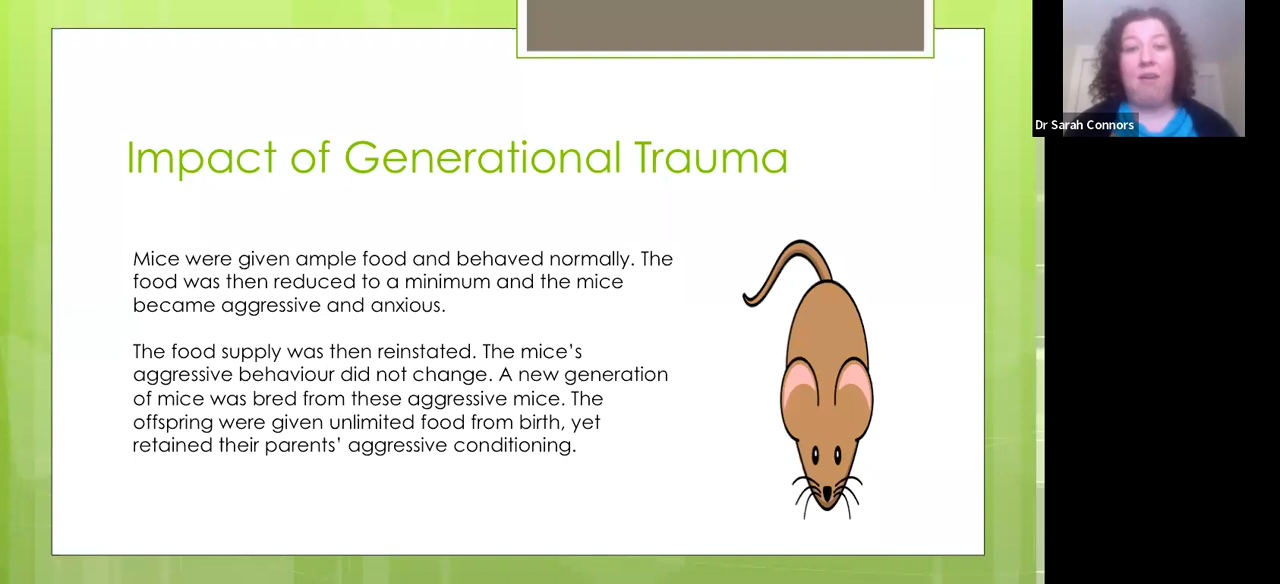 Impact of Generational Trauma
Mice were given ample food and behaved normally. The
food was then reduced to a minimum and the mice
became aggressive and anxious.
The food supply was then reinstated. The mice’s
aggressive behaviour did not change. A new generation
of mice was bred from these aggressive mice. The
offspring were given unlimited food from birth, yet
retained their parents’ aggressive conditioning.
Dr Sarah Connors